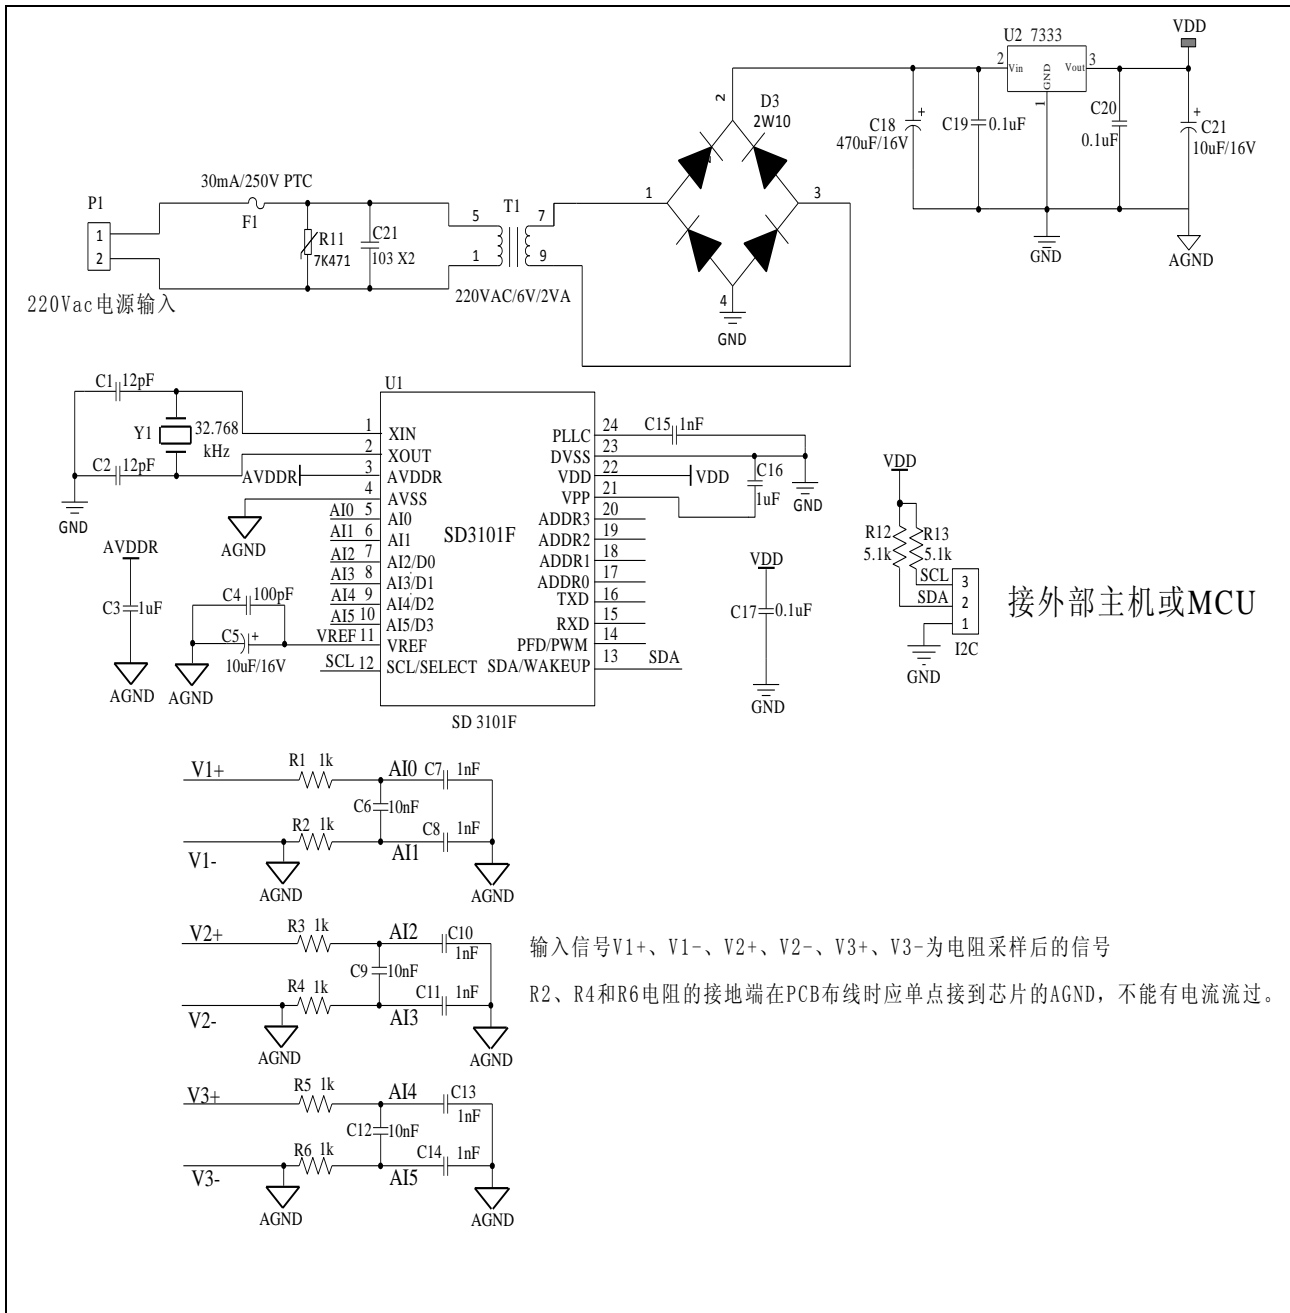 VDD
U2 7333
2 Vin Vout 3
GND
1
2
D3
2W10
C18
470uF/16V
C19 0.1uF
C20
0.1uF
C21
10uF/16V
GND
AGND
30mA/250V PTC
F1
P1
1
2
R11
7K471
C21
103 X2
5
1
T1
7
9
220VAC/6V/2VA
1
3
4
GND
220Vac电源输入
C1 12pF
Y1
32.768
kHz
C2 12pF
GND
U1
1 XIN
2 XOUT
AVDDR 3 AVDDR
4 AVSS
AGND
AI0 5 AI0
AI1 6 AI1
AI2 7 AI2/D0
AI3 8 AI3/D1
AI4 9 AI4/D2
AI5 10 AI5/D3
VREF 11 VREF
SCL 12 SCL/SELECT
SD3101F
PLLC 24
DVSS 23
VDD 22 VDD
VPP 21
ADDR3 20
ADDR2 19
ADDR1 18
ADDR0 17
TXD 16
RXD 15
PFD/PWM 14
SDA/WAKEUP 13 SDA
SD 3101F
C15 1nF
C16
1uF
GND
AVDDR
C3 1uF
AGND
C4 100pF
C5 +
10uF/16V
AGND
VDD
C17 0.1uF
GND
VDD
R12
5.1k
R13
5.1k
SCL 3
SDA 2
1
I2C
GND
接外部主机或MCU
V1+ R1 1k AI0 C7 1nF
C6 10nF
R2 1k C8 1nF
V1- AI1
AGND AGND
V2+ R3 1k AI2 C10
1nF
C9 10nF
R4 1k C11 1nF
V2- AI3
AGND AGND
输入信号V1+、V1-、V2+、V2-、V3+、V3-为电阻采样后的信号
R2、R4和R6电阻的接地端在PCB布线时应单点接到芯片的AGND，不能有电流流过。
V3+ R5 1k AI4 C13
1nF
C12 10nF
R6 1k C14 1nF
V3- AI5
AGND AGND